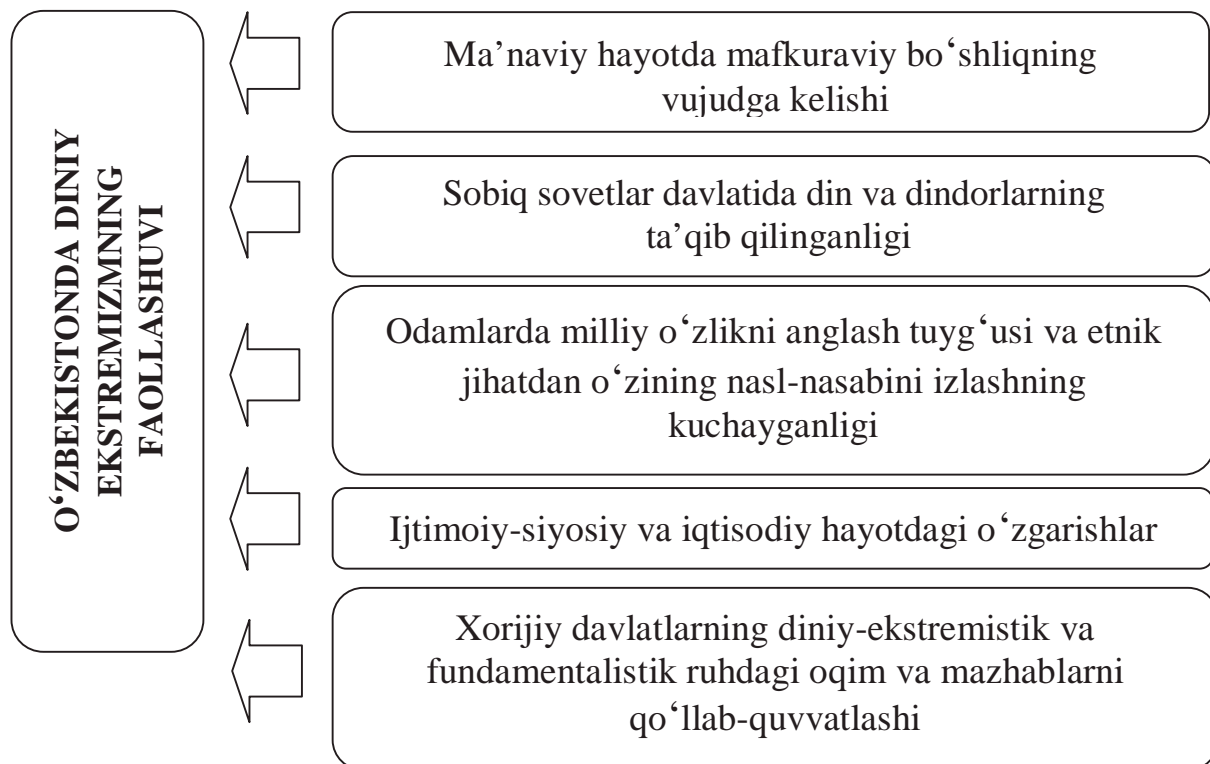 O‘ZBEKISTONDA DINIY
EKSTREMIZMNING
FAOLLASHUVI
Ma’naviy hayotda mafkuraviy bo‘shliqning
vujudga kelishi
Sobiq sovetlar davlatida din va dindorlarning
ta’qib qilinganligi
Odamlarda milliy o‘zlikni anglash tuyg‘usi va etnik
jihatdan o‘zining nasl-nasabini izlashning
kuchayganligi
Ijtimoiy-siyosiy va iqtisodiy hayotdagi o‘zgarishlar
Xorijiy davlatlarning diniy-ekstremistik va
fundamentalistik ruhdagi oqim va mazhablarni
qo‘llab-quvvatlashi